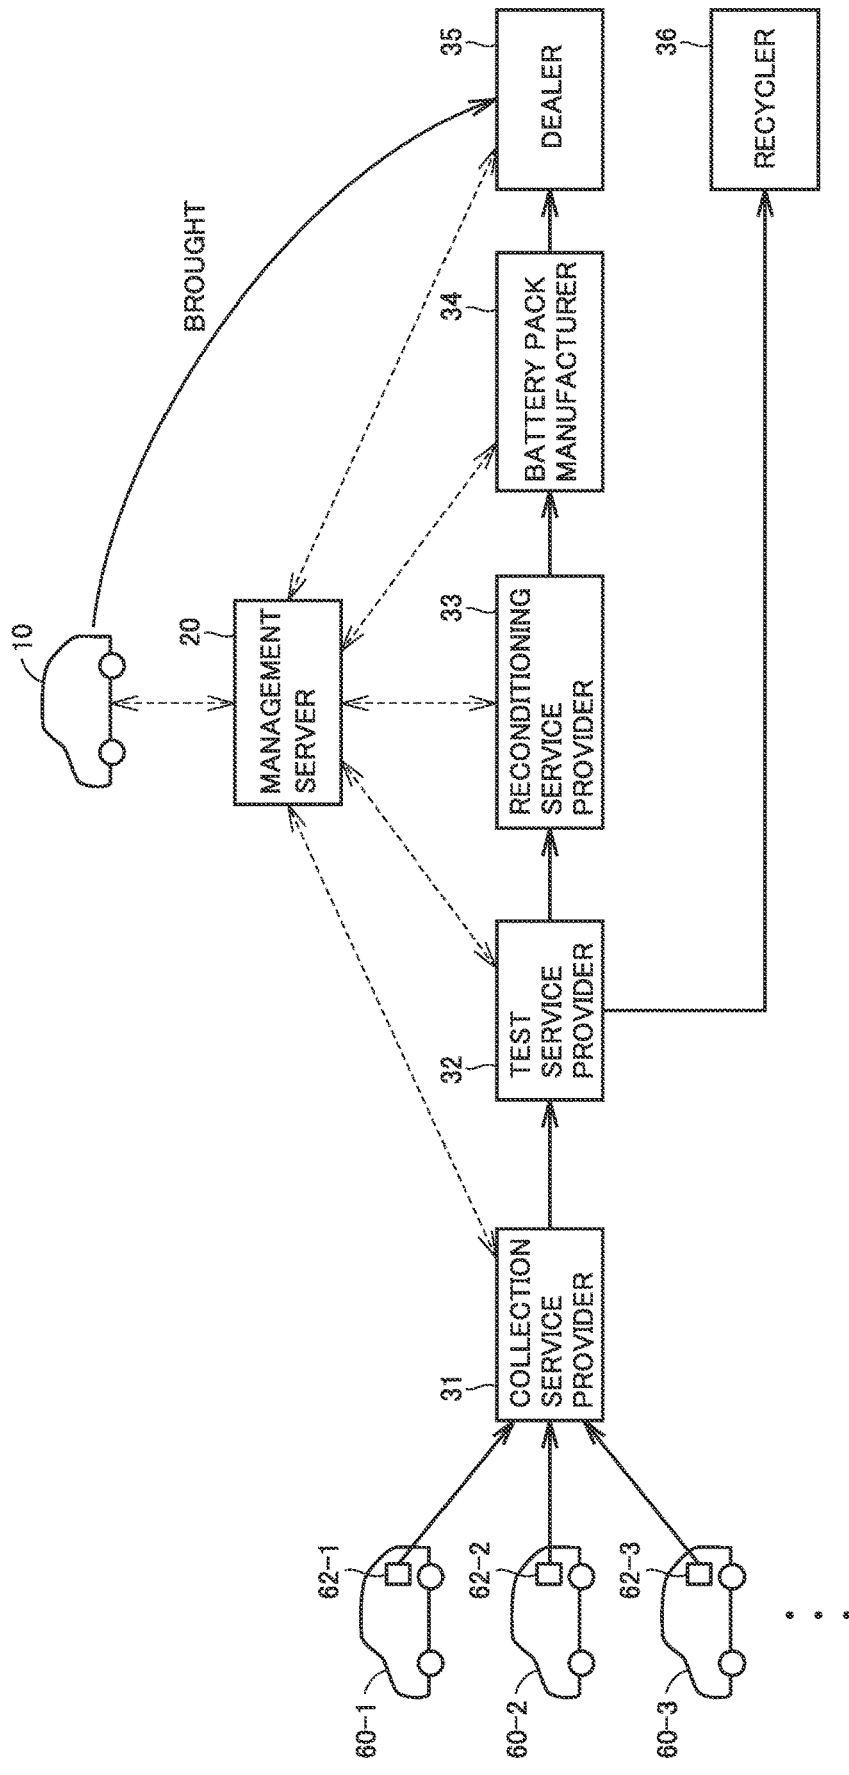 10
BROUGHT
20
MANAGEMENT
SERVER
62-1
60-1
62-2
60-2
62-3
60-3
31
COLLECTION
SERVICE
PROVIDER
32
TEST
SERVICE
PROVIDER
33
RECONDITIONING
SERVICE
PROVIDER
34
BATTERY PACK
MANUFACTURER
35
DEALER
36
RECYCLER